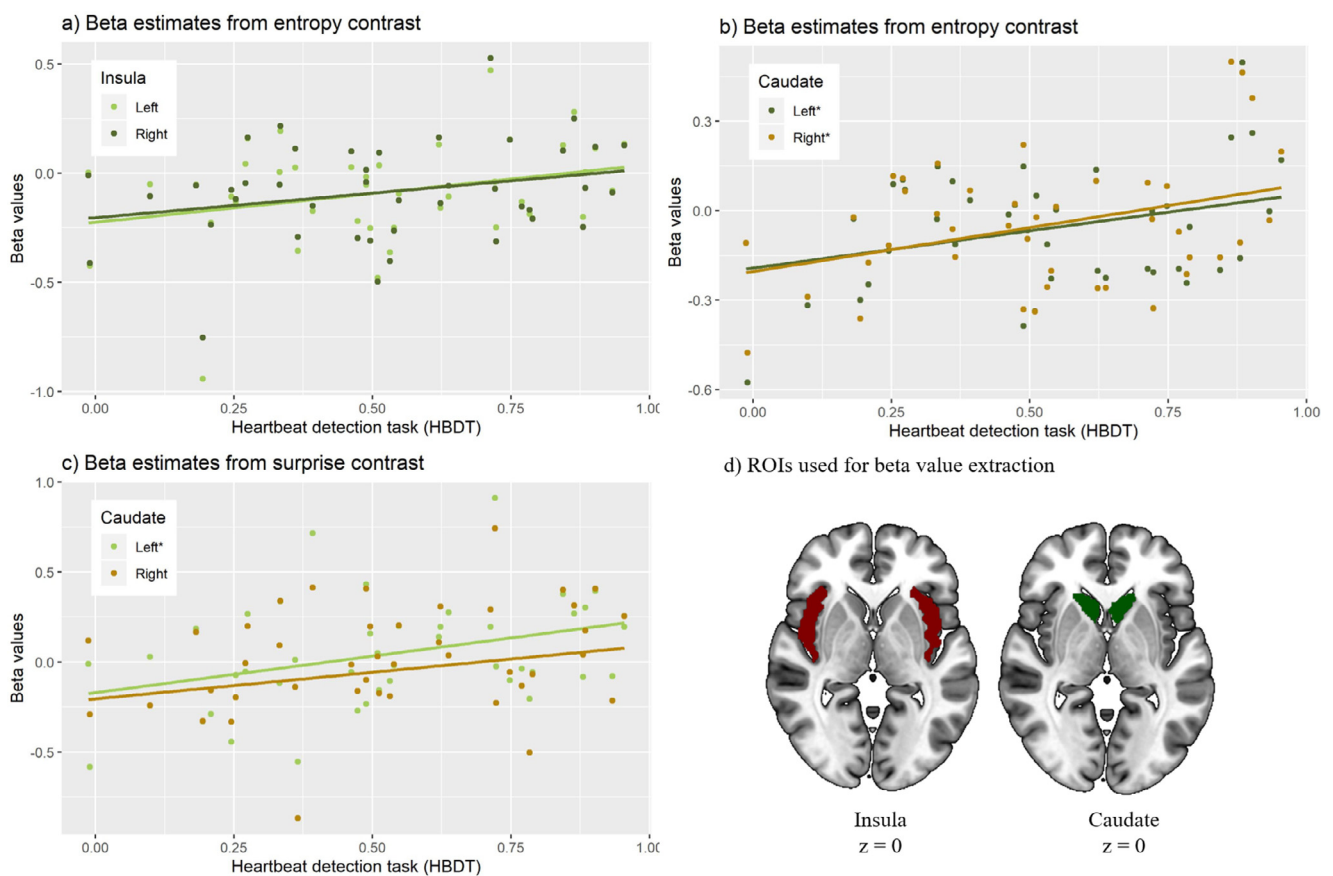 a) Beta estimates from entropy contrast
Insula
Left
Right
0.5
0.0
-0.5
-1.0
Beta values
0.00
0.25
0.50
0.75
1.00
Heartbeat detection task (HBDT)
b) Beta estimates from entropy contrast
Caudate
Left*
Right*
0.3
0.0
-0.3
-0.6
Beta values
0.00
0.25
0.50
0.75
1.00
Heartbeat detection task (HBDT)
c) Beta estimates from surprise contrast
Caudate
Left*
Right
1.0
0.5
0.0
-0.5
Beta values
0.00
0.25
0.50
0.75
1.00
Heartbeat detection task (HBDT)
d) ROIs used for beta value extraction
Insula
z = 0
Caudate
z = 0